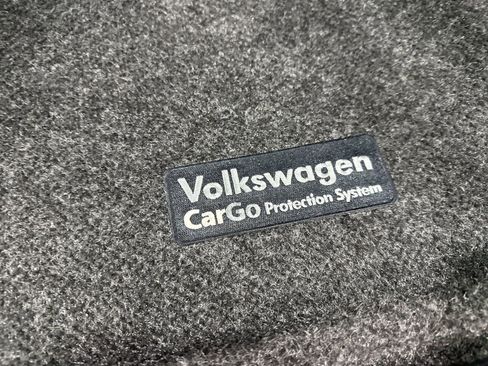 Volkswagen
CarGo Protection System